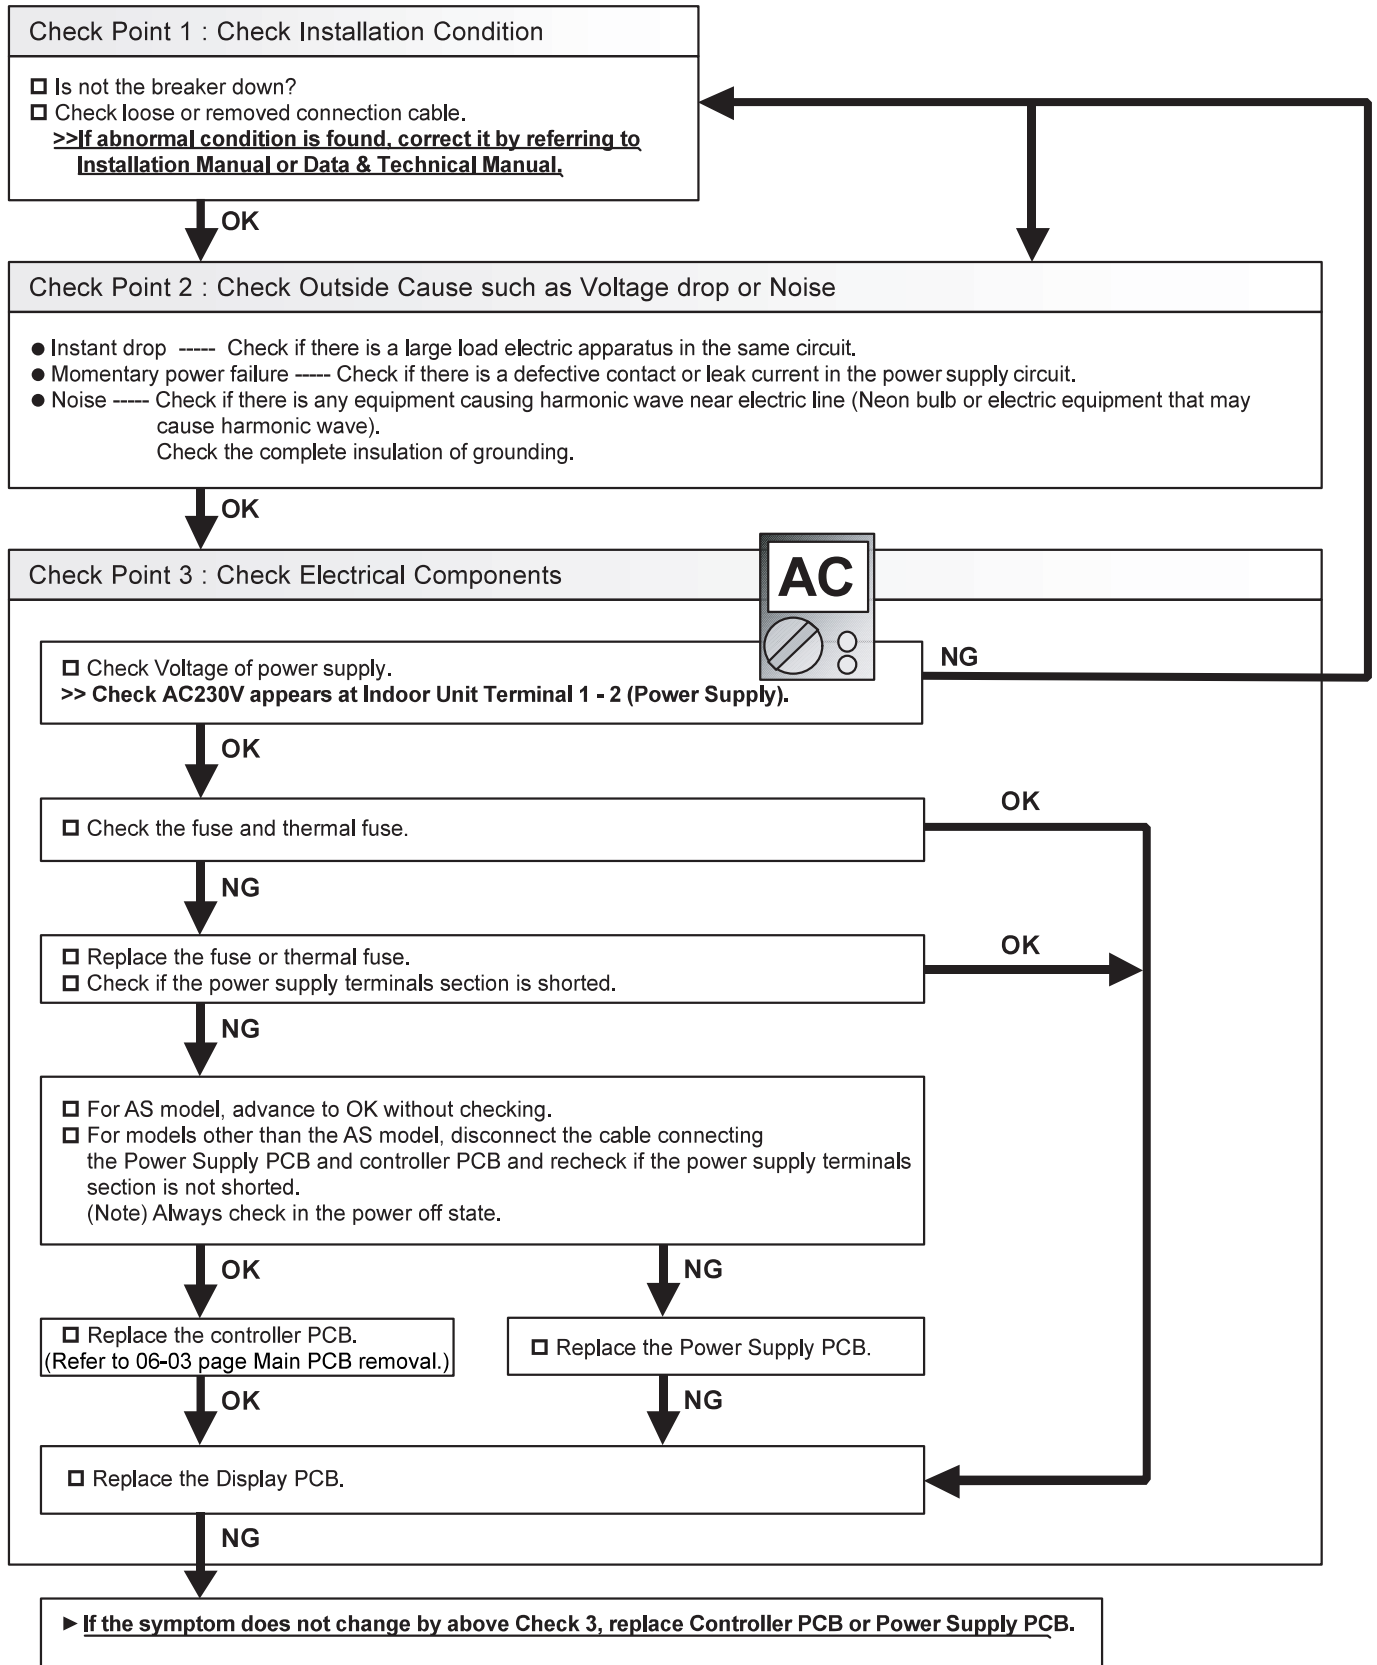 Check Point 1 : Check Installation Condition
Is not the breaker down?
Check loose or removed connection cable.
>>If abnormal condition is found, correct it by referring to
Installation Manual or Data & Technical Manual.
OK
Check Point 2 : Check Outside Cause such as Voltage drop or Noise
● Instant drop ----- Check if there is a large load electric apparatus in the same circuit.
● Momentary power failure ----- Check if there is a defective contact or leak current in the power supply circuit.
● Noise ----- Check if there is any equipment causing harmonic wave near electric line (Neon bulb or electric equipment that may
cause harmonic wave).
Check the complete insulation of grounding.
OK
Check Point 3 : Check Electrical Components
AC
Check Voltage of power supply.
>> Check AC230V appears at Indoor Unit Terminal 1 - 2 (Power Supply).
NG
OK
Check the fuse and thermal fuse.
OK
NG
Replace the fuse or thermal fuse.
Check if the power supply terminals section is shorted.
OK
NG
For AS model, advance to OK without checking.
For models other than the AS model, disconnect the cable connecting
the Power Supply PCB and controller PCB and recheck if the power supply terminals
section is not shorted.
(Note) Always check in the power off state.
OK
NG
Replace the controller PCB.
(Refer to 06-03 page Main PCB removal.)
Replace the Power Supply PCB.
OK
NG
Replace the Display PCB.
NG
►If the symptom does not change by above Check 3, replace Controller PCB or Power Supply PCB.